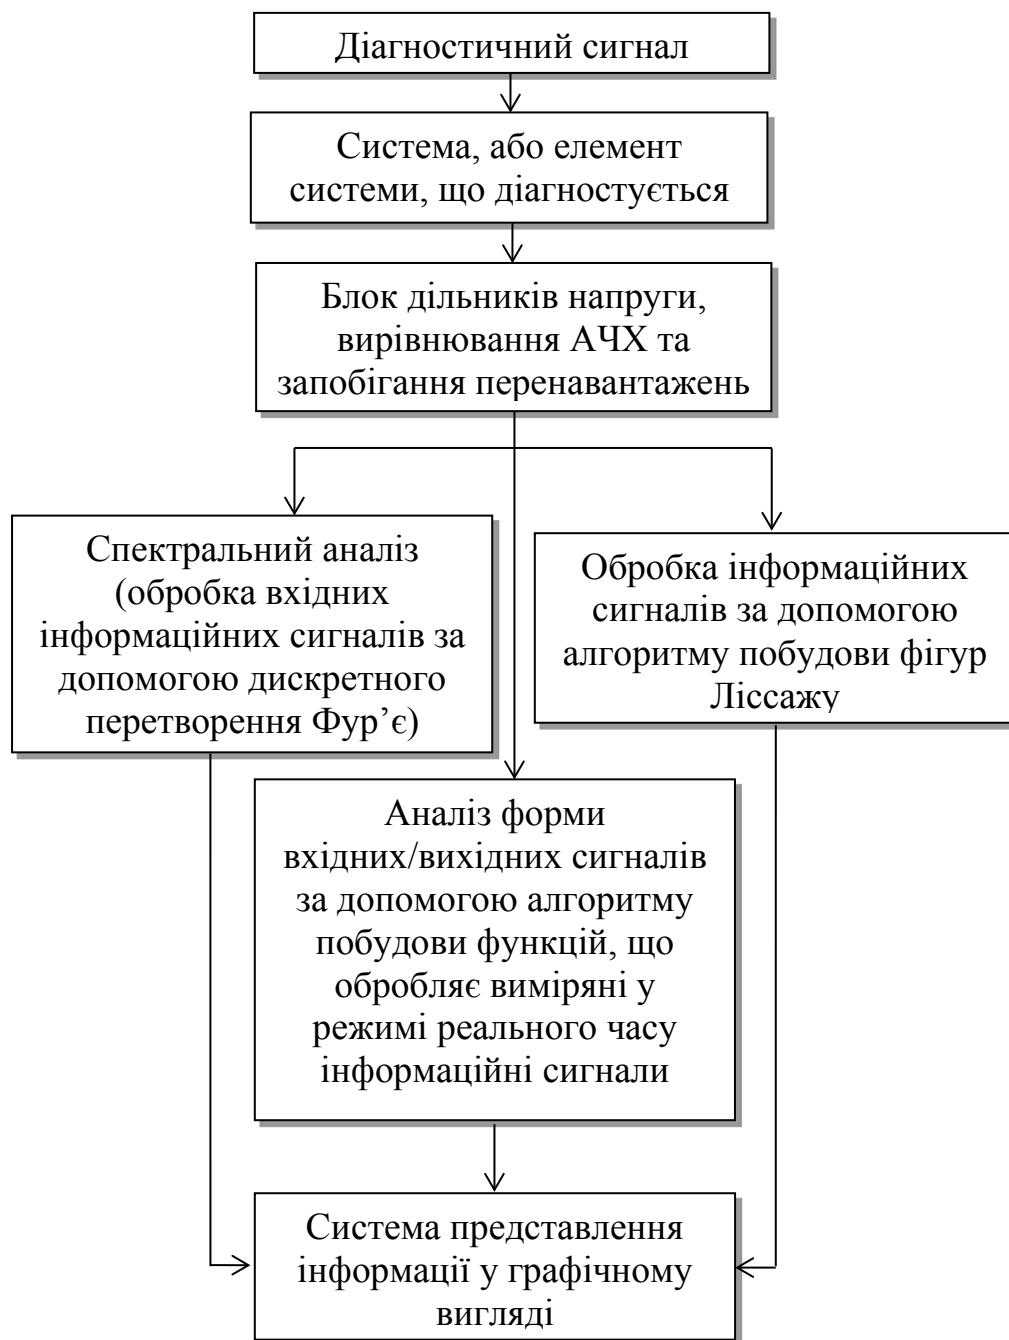 Діагностичний сигнал
Система, або елемент
системи, що діагностується
Блок дільників напруги,
вирівнювання АЧХ та
запобігання перенавантажень
Спектральний аналіз
(обробка вхідних
інформаційних сигналів за
допомогою дискретного
перетворення Фур’є)
Обробка інформаційних
сигналів за допомогою
алгоритму побудови фігур
Ліссажу
Аналіз форми
вхідних/вихідних сигналів
за допомогою алгоритму
побудови функцій, що
обробляє виміряні у
режимі реального часу
інформаційні сигнали
Система представлення
інформації у графічному
вигляді